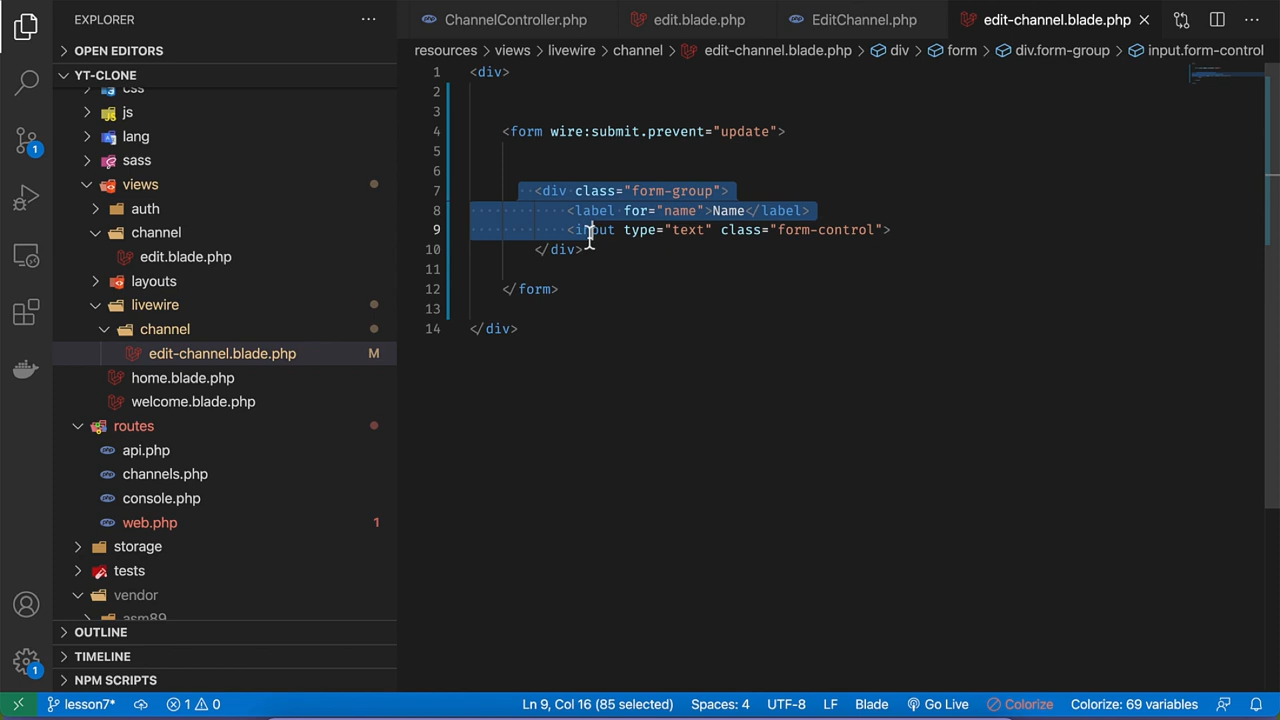 EXPLORER
OPEN EDITORS
YT-CLONE
css
js
lang
sass
views
auth
channel
edit.blade.php
layouts
livewire
channel
edit-channel.blade.php M
home.blade.php
welcome.blade.php
routes
api.php
channels.php
console.php
web.php 1
storage
tests
vendor
asm89
OUTLINE
TIMELINE
NPM SCRIPTS
1
1
ChannelController.php edit.blade.php EditChannel.php edit-channel.blade.php
resources > views > livewire > channel > edit-channel.blade.php > div > form > div.form-group > input.form-control
1 <div>
2
3
4 <form wire:submit.prevent="update">
5
6
7 <div class="form-group">
8 <label for="name">Name</label>
9 <input type="text" class="form-control">
10 </div>
11
12 </form>
13
14 </div>
lesson7* 1 0 Ln 9, Col 16 (85 selected) Spaces: 4 UTF-8 LF Blade Go Live Colorize Colorize: 69 variables